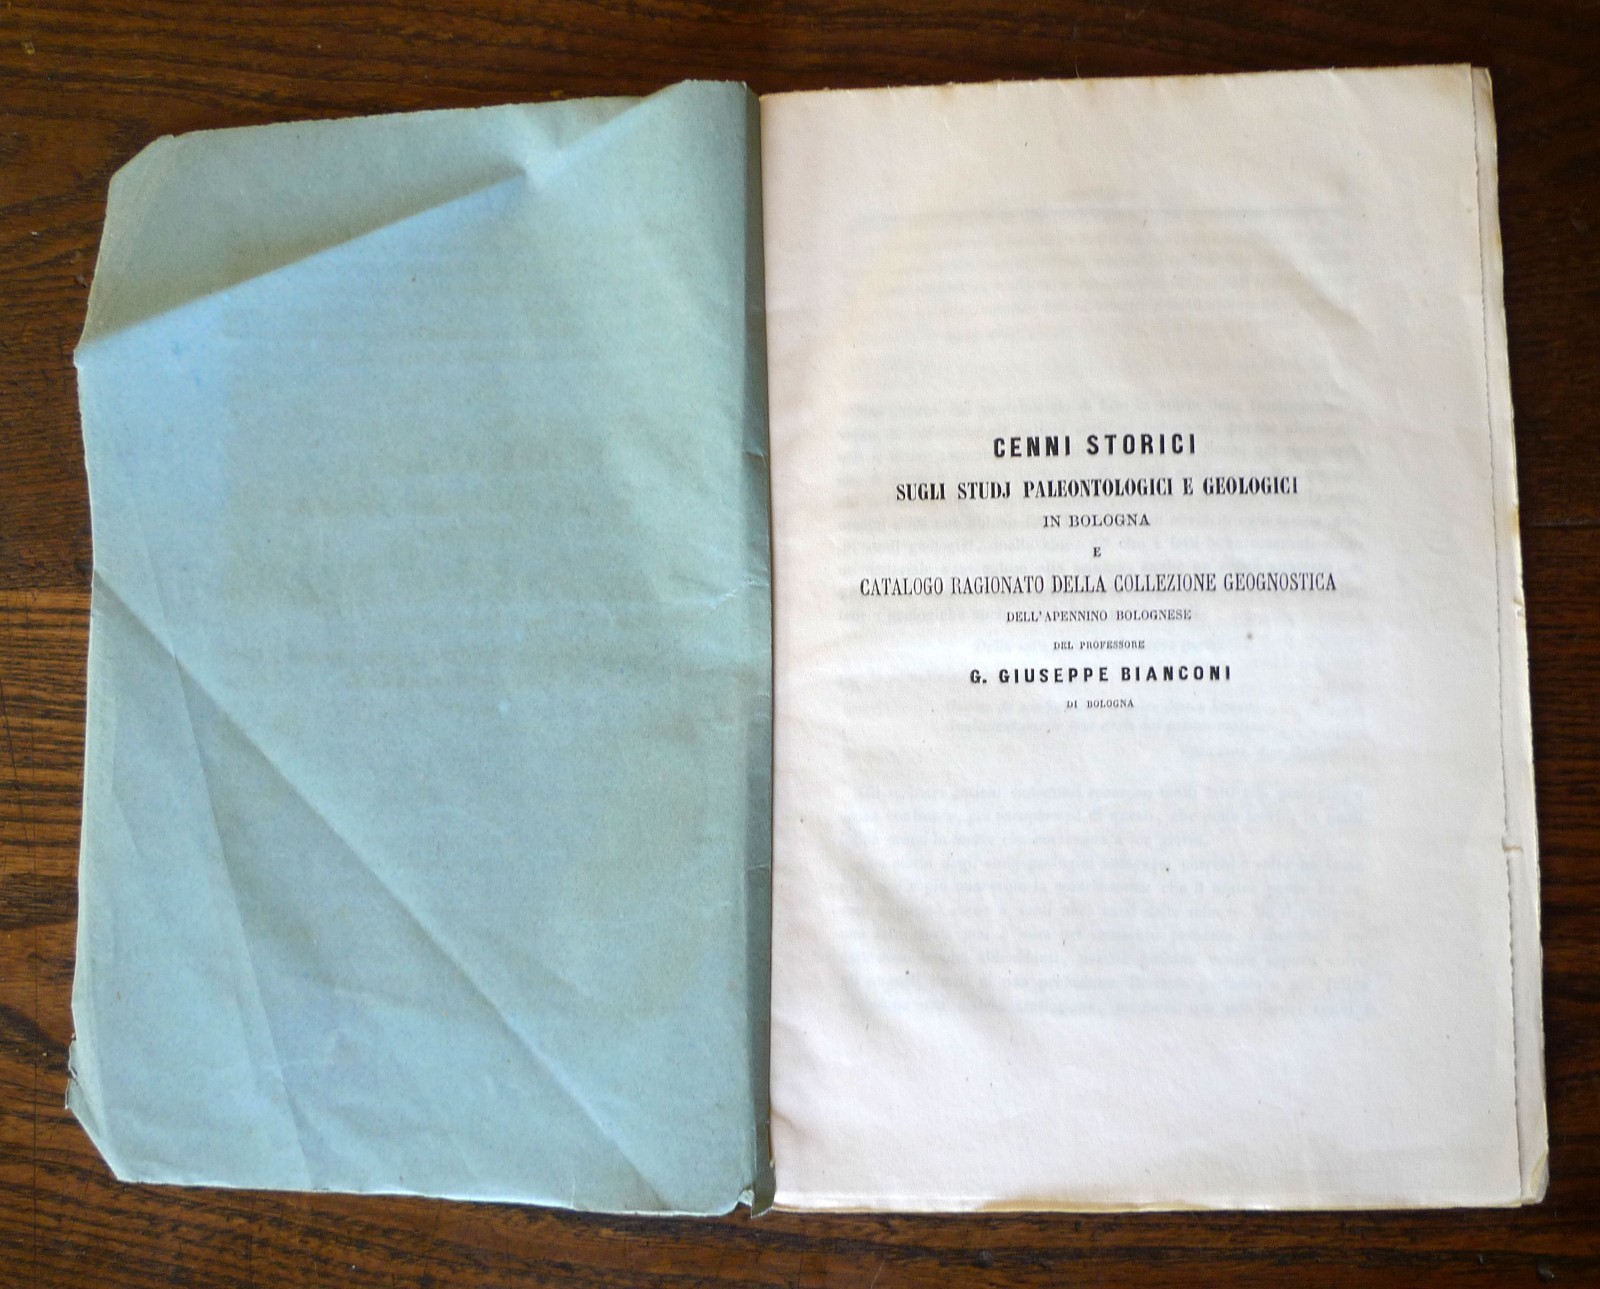 CENNI STORICI
SUGLI STUDJ PALEONTOLOGICI E GEOLOGICI
IN BOLOGNA
E
CATALOGO RAGIONATO DELLA COLLEZIONE GEOGNOSTICA
DELL'APENNINO BOLOGNESE
DEL PROFESSORE
G. GIUSEPPE BIANCONI
DI BOLOGNA